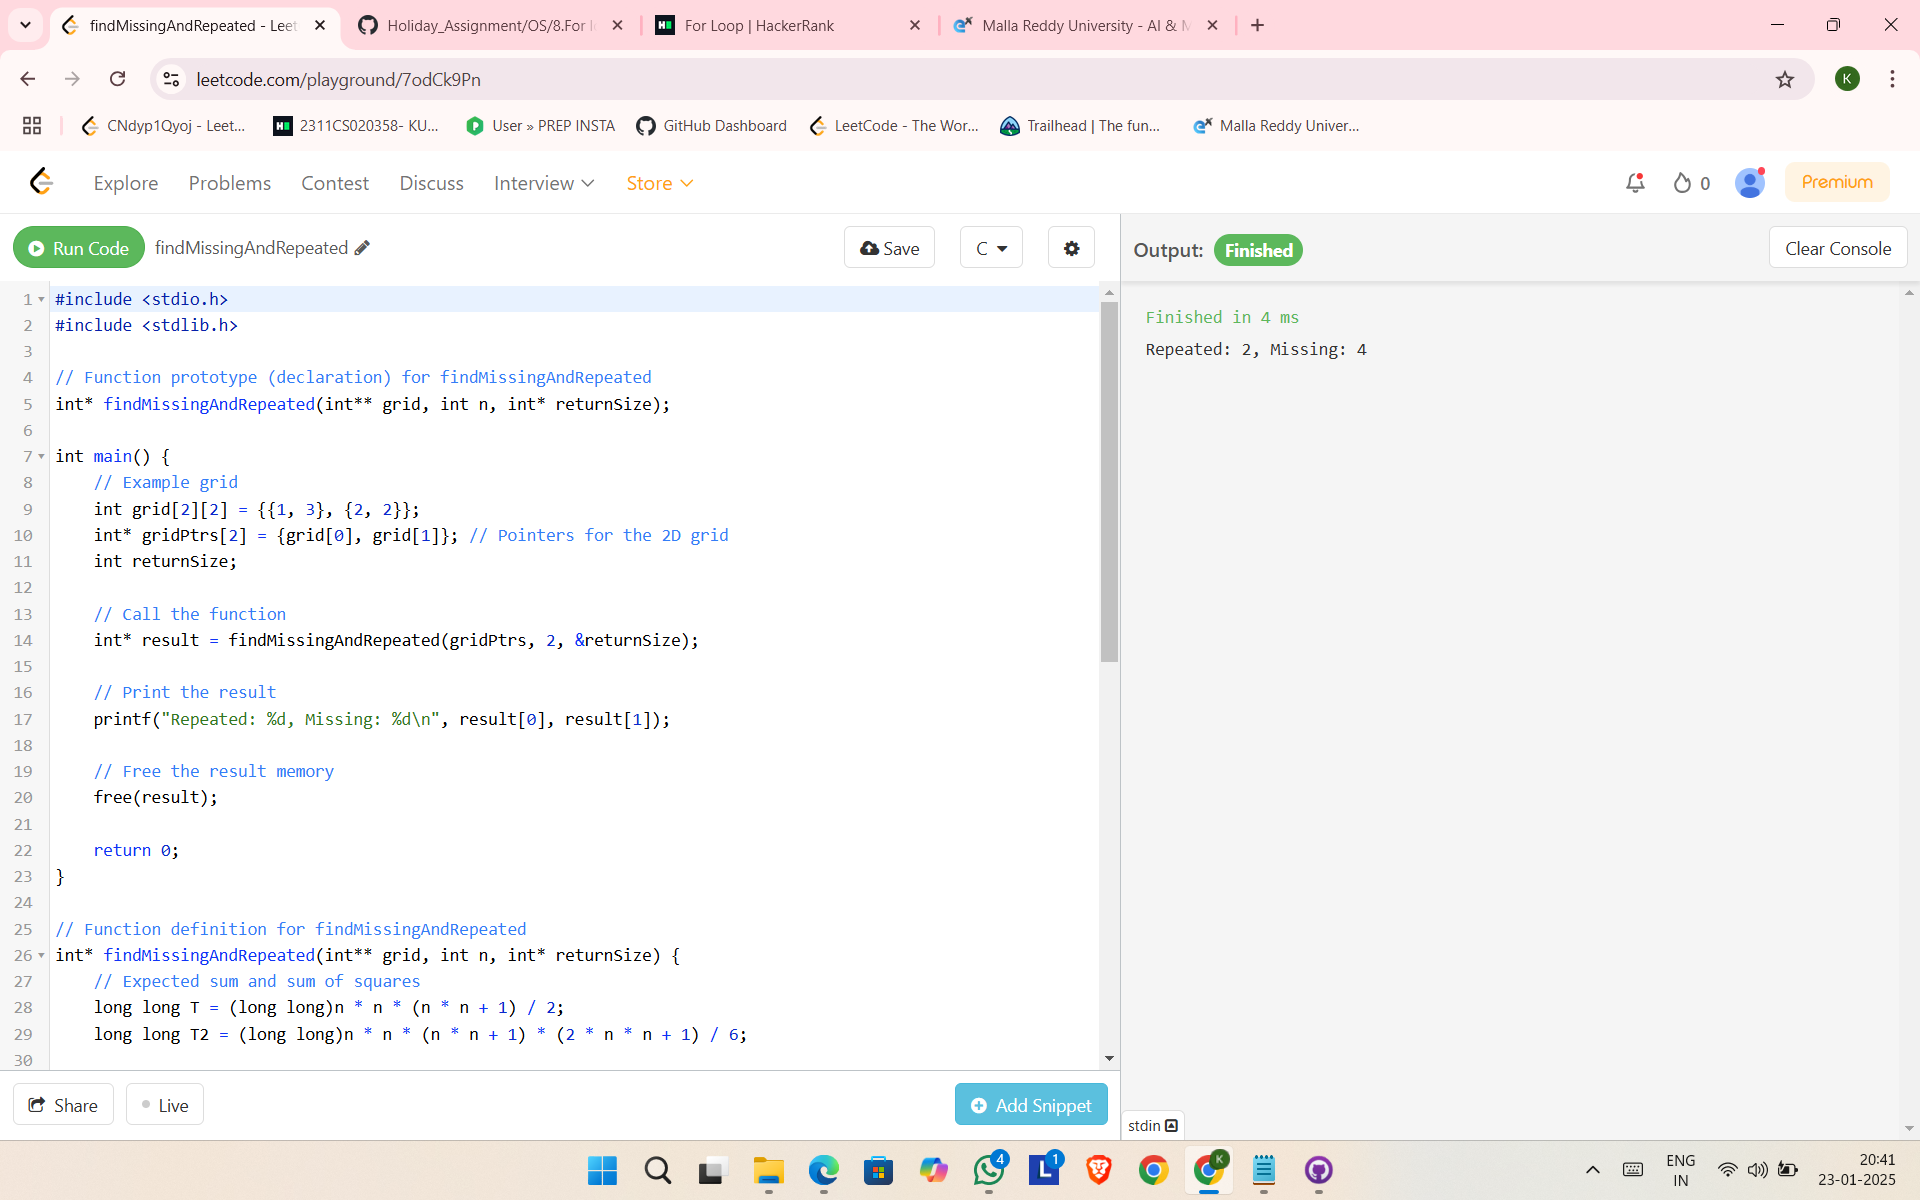 findMissingAndRepeated - Leet
Holiday_Assignment/OS/8.For l
For Loop | HackerRank
Malla Reddy University - AI & M
leetcode.com/playground/7odCk9Pn
K
CNdyp1Qyoj - Leet...
2311CS020358- KU...
User » PREP INSTA
GitHub Dashboard
LeetCode - The Wor...
Trailhead | The fun...
Malla Reddy Univer...
Explore
Problems
Contest
Discuss
Interview
Store
0
Premium
Run Code
findMissingAndRepeated
Save
C
Output:
Finished
Clear Console
1 #include <stdio.h>
2 #include <stdlib.h>
3
4 // Function prototype (declaration) for findMissingAndRepeated
5 int* findMissingAndRepeated(int** grid, int n, int* returnSize);
6
7 int main() {
8     // Example grid
9     int grid[2][2] = {{1, 3}, {2, 2}};
10     int* gridPtrs[2] = {grid[0], grid[1]}; // Pointers for the 2D grid
11     int returnSize;
12
13     // Call the function
14     int* result = findMissingAndRepeated(gridPtrs, 2, &returnSize);
15
16     // Print the result
17     printf("Repeated: %d, Missing: %d\n", result[0], result[1]);
18
19     // Free the result memory
20     free(result);
21
22     return 0;
23 }
24
25 // Function definition for findMissingAndRepeated
26 int* findMissingAndRepeated(int** grid, int n, int* returnSize) {
27     // Expected sum and sum of squares
28     long long T = (long long)n * n * (n * n + 1) / 2;
29     long long T2 = (long long)n * n * (n * n + 1) * (2 * n * n + 1) / 6;
30
Finished in 4 ms
Repeated: 2, Missing: 4
Share
Live
Add Snippet
stdin
4
L
1
K
ENG
IN
20:41
23-01-2025